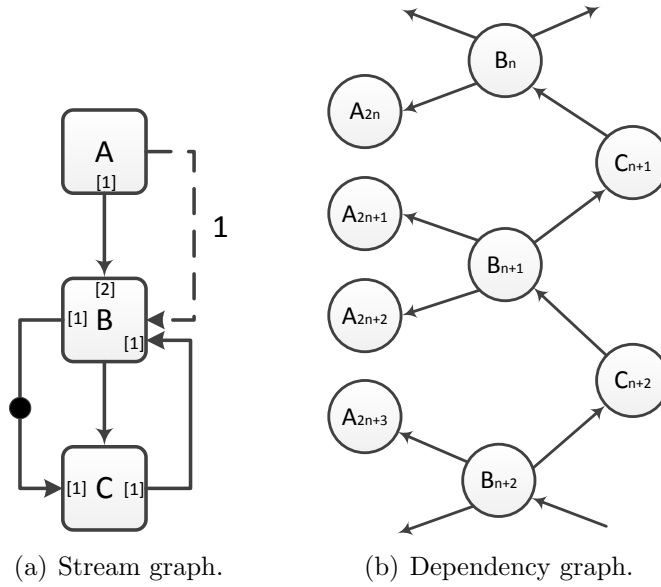 A
[1]
1
[2]
[1]
B
[1]
[1]
C
[1]
(a) Stream graph.
Bn
A2n
Cn+1
A2n+1
Bn+1
A2n+2
Cn+2
A2n+3
Bn+2
(b) Dependency graph.